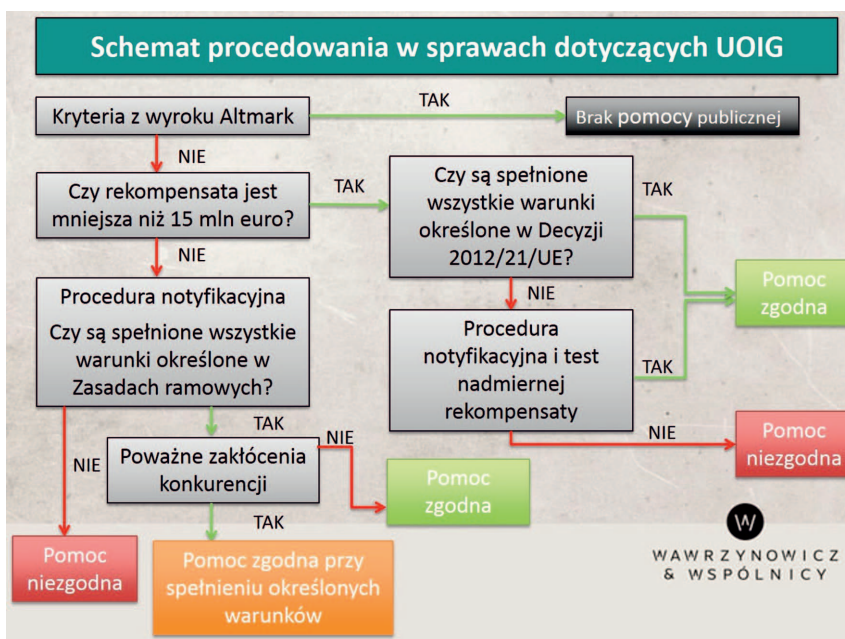 Schemat procedowania w sprawach dotyczących UOIG
Kryteria z wyroku Altmark
TAK
Brak pomocy publicznej
NIE
Czy rekompensata jest
mniejsza niż 15 mln euro?
TAK
Czy są spełnione
wszystkie warunki
określone w Decyzji
2012/21/UE?
TAK
NIE
Procedura notyfikacyjna
Czy są spełnione wszystkie
warunki określone w
Zasadach ramowych?
NIE
Procedura
notyfikacyjna i test
nadmiernej
rekompensaty
TAK
Pomoc
zgodna
NIE
Pomoc
niezgodna
TAK
NIE
Poważne zakłócenia
konkurencji
NIE
Pomoc
zgodna
TAK
Pomoc
niezgodna
Pomoc zgodna przy
spełnieniu określonych
warunków
W
WAWRZYNOWICZ
& WSPÓLNICY